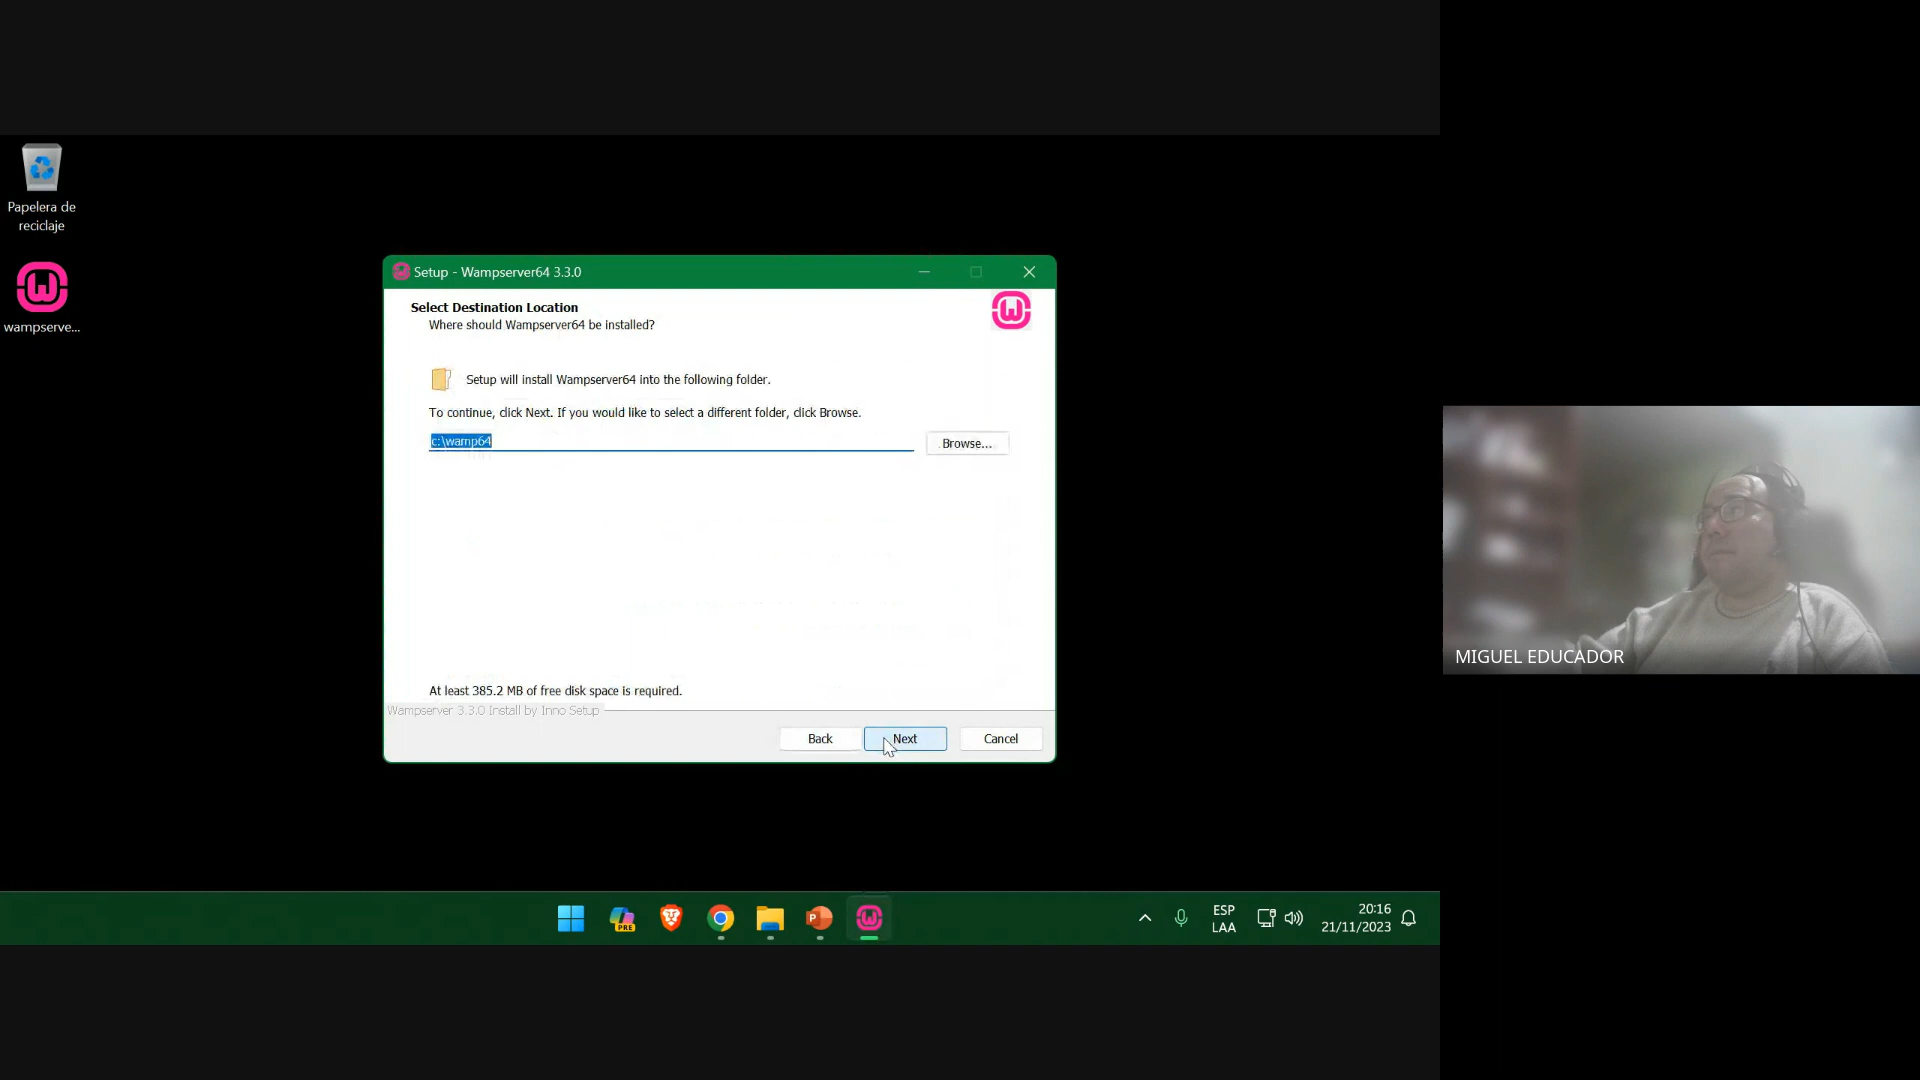 Papelera de
reciclaje
wampserve...
Setup - Wampserver64 3.3.0
Select Destination Location
Where should Wampserver64 be installed?
Setup will install Wampserver64 into the following folder.
To continue, click Next. If you would like to select a different folder, click Browse.
c:\wamp64
Browse...
At least 385.2 MB of free disk space is required.
Wampserver 3.3.0 Install by Inno Setup
Back
Next
Cancel
MIGUEL EDUCADOR
PRE
P
ESP
LAA
20:16
21/11/2023